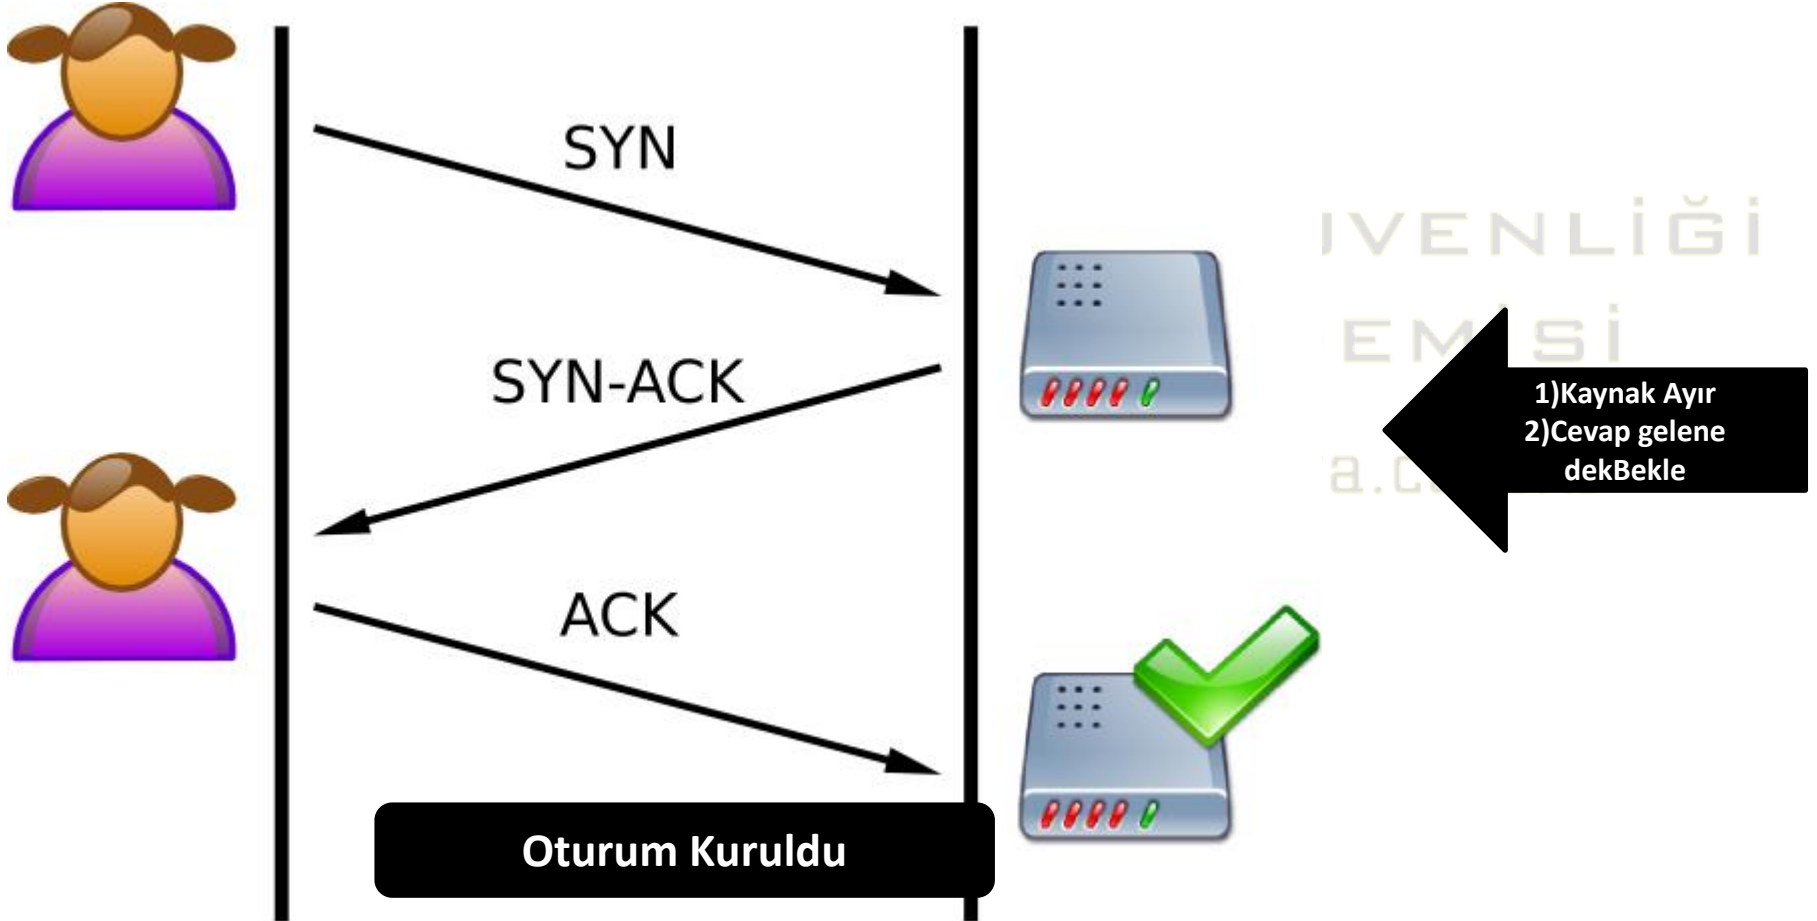 SYN
SYN-ACK
ACK
Oturum Kuruldu
1)Kaynak Ayır
2)Cevap gelene
dekBekle